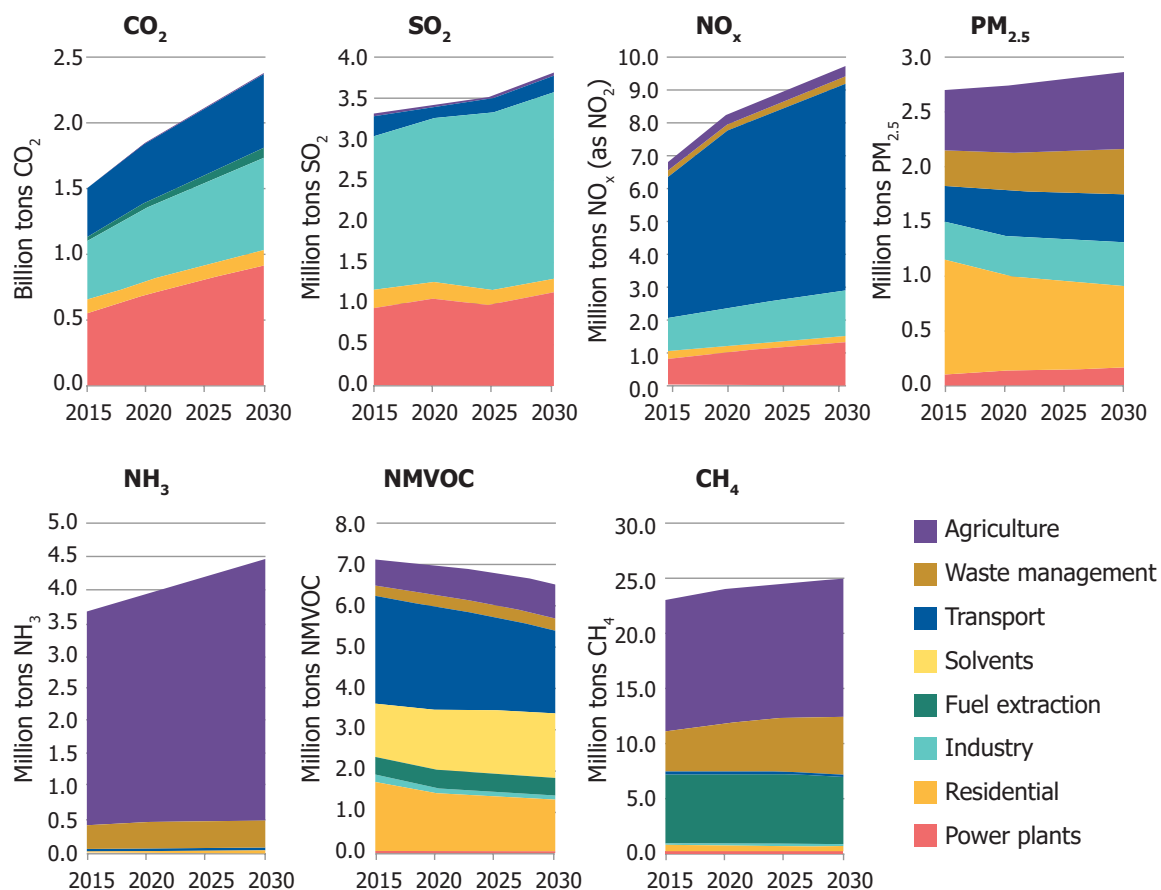 CO₂
SO₂
NOₓ
PM₂.₅
Billion tons CO₂
2.5
2.0
1.5
1.0
0.5
0.0
2015 2020 2025 2030
Million tons SO₂
4.0
3.5
3.0
2.5
2.0
1.5
1.0
0.5
0.0
2015 2020 2025 2030
Million tons NOₓ (as NO₂)
10.0
9.0
8.0
7.0
6.0
5.0
4.0
3.0
2.0
1.0
0.0
2015 2020 2025 2030
Million tons PM₂.₅
3.0
2.5
2.0
1.5
1.0
0.5
0.0
2015 2020 2025 2030
NH₃
NMVOC
CH₄
Million tons NH₃
5.0
4.5
4.0
3.5
3.0
2.5
2.0
1.5
1.0
0.5
0.0
2015 2020 2025 2030
Million tons NMVOC
8.0
7.0
6.0
5.0
4.0
3.0
2.0
1.0
0.0
2015 2020 2025 2030
Million tons CH₄
30.0
25.0
20.0
15.0
10.0
5.0
0.0
2015 2020 2025 2030
Agriculture
Waste management
Transport
Solvents
Fuel extraction
Industry
Residential
Power plants